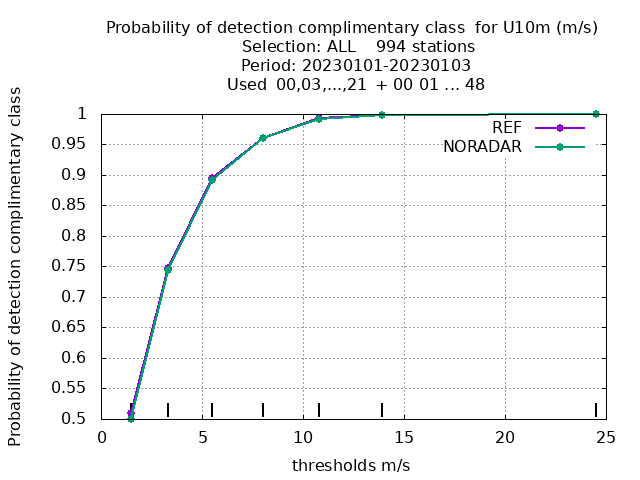 Probability of detection complimentary class  for U10m (m/s)
Selection: ALL    994 stations
Period: 20230101-20230103
Used  00,03,...,21  + 00 01 ... 48
Probability of detection complimentary class
1
0.95
0.9
0.85
0.8
0.75
0.7
0.65
0.6
0.55
0.5
REF
NORADAR
0 5 10 15 20 25
thresholds m/s